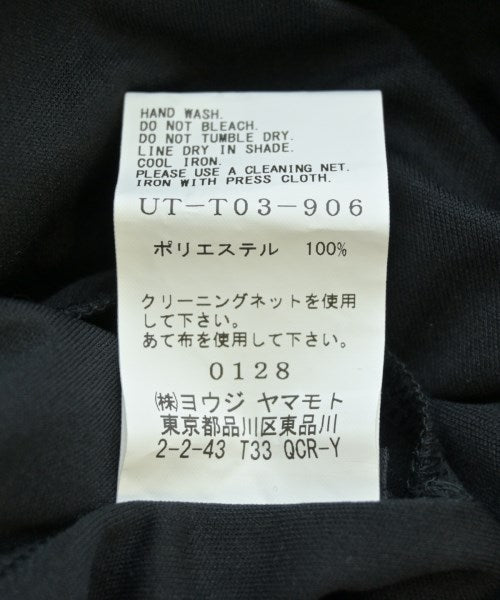 HAND WASH.
DO NOT BLEACH.
DO NOT TUMBLE DRY.
LINE DRY IN SHADE.
COOL IRON.
PLEASE USE A CLEANING NET.
IRON WITH PRESS CLOTH.
UT-T03-906
ポリエステル 100%
クリーニングネットを使用
して下さい。
あて布を使用して下さい。
0128
㈱ヨウジ ヤマモト
東京都品川区東品川
2-2-43 T33 QCR-Y